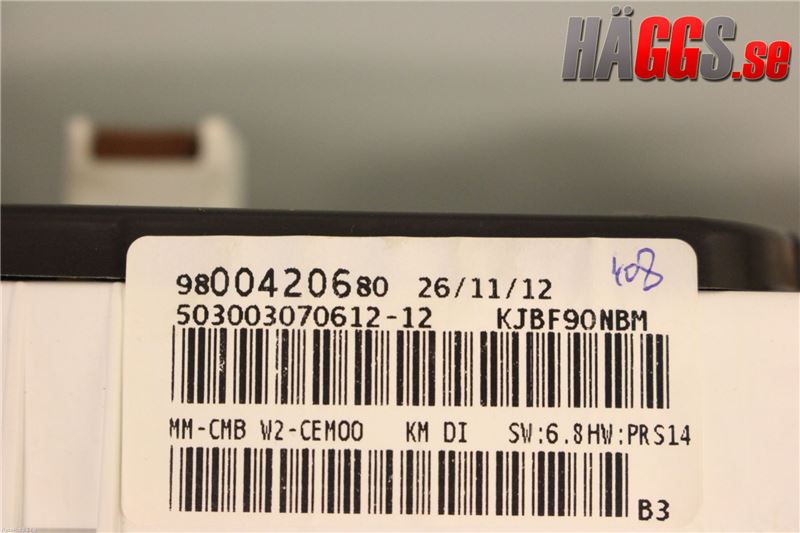 HÄGGS.se
9800420680 26/11/12 408
503003070612-12 KJBF90NBM
MM-CMB W2-CEM00 KM DI SW:6.8HW:PRS14
B3